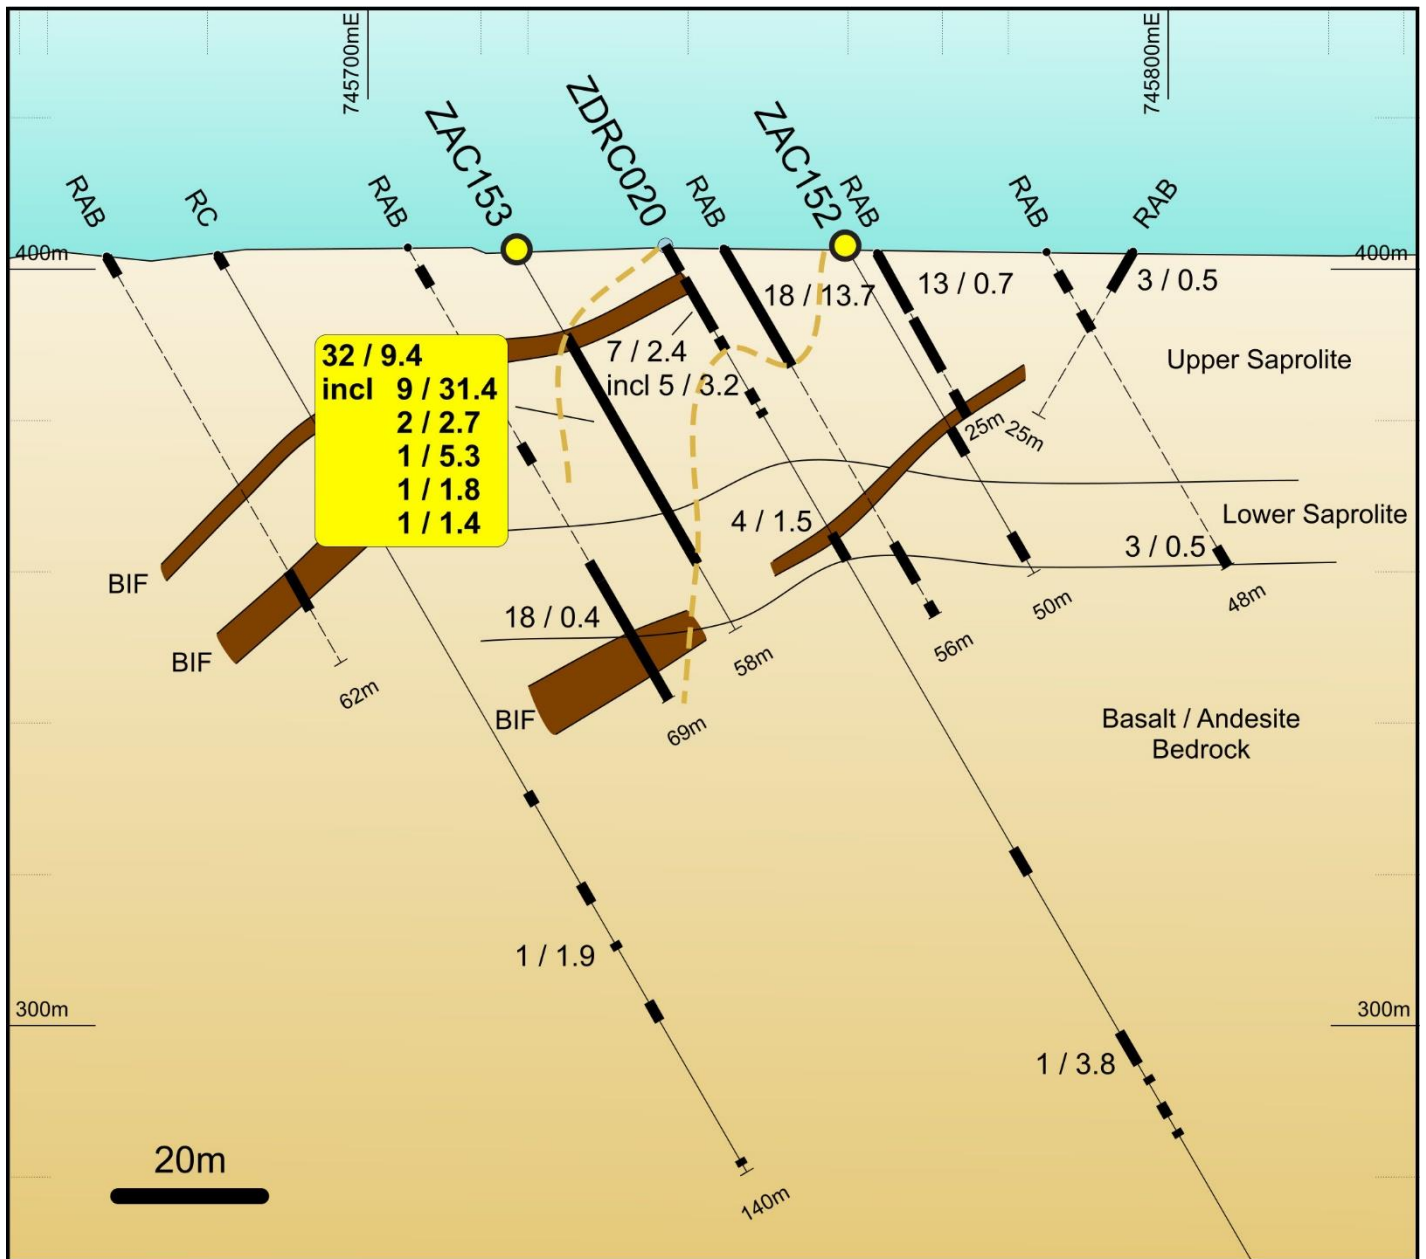 745700mE
745800mE
RAB
RC
RAB
ZAC153
ZDRC020
RAB
ZAC152
RAB
RAB
RAB
400m
400m
18 / 13.7
13 / 0.7
3 / 0.5
32 / 9.4
incl 9 / 31.4
2 / 2.7
1 / 5.3
1 / 1.8
1 / 1.4
7 / 2.4
incl 5 / 3.2
Upper Saprolite
25m
25m
4 / 1.5
Lower Saprolite
3 / 0.5
BIF
50m
48m
18 / 0.4
BIF
58m
56m
62m
BIF
69m
Basalt / Andesite
Bedrock
1 / 1.9
300m
300m
1 / 3.8
20m
140m